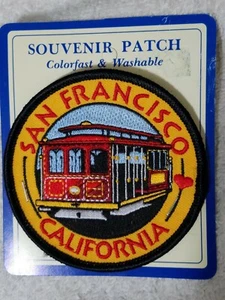 SOUVENIR PATCH
Colorfast & Washable
SAN FRANCISCO
CALIFORNIA